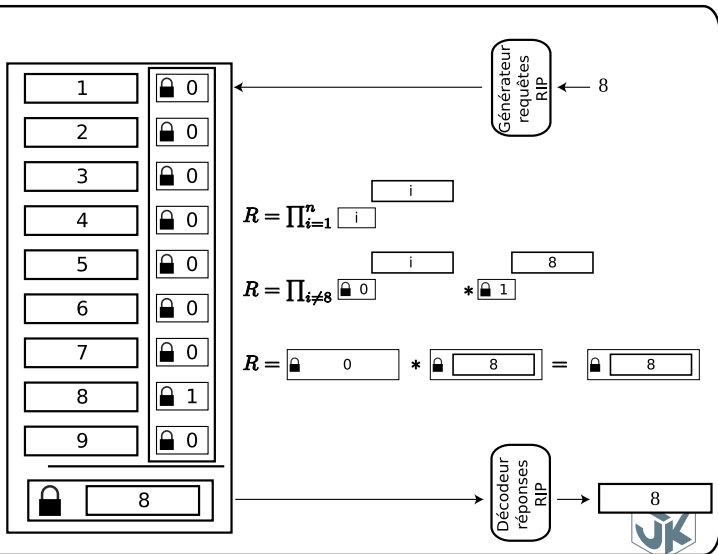 1 0
2 0
3 0
4 0
5 0
6 0
7 0
8 1
9 0
8
Générateur
requêtes
RIP
8
i
R = ∏ⁿᵢ₌₁ i
i 8
R = ∏ᵢ≠₈ 0 * 1
R = 0 * 8 = 8
Décodeur
réponses
RIP
8
JK